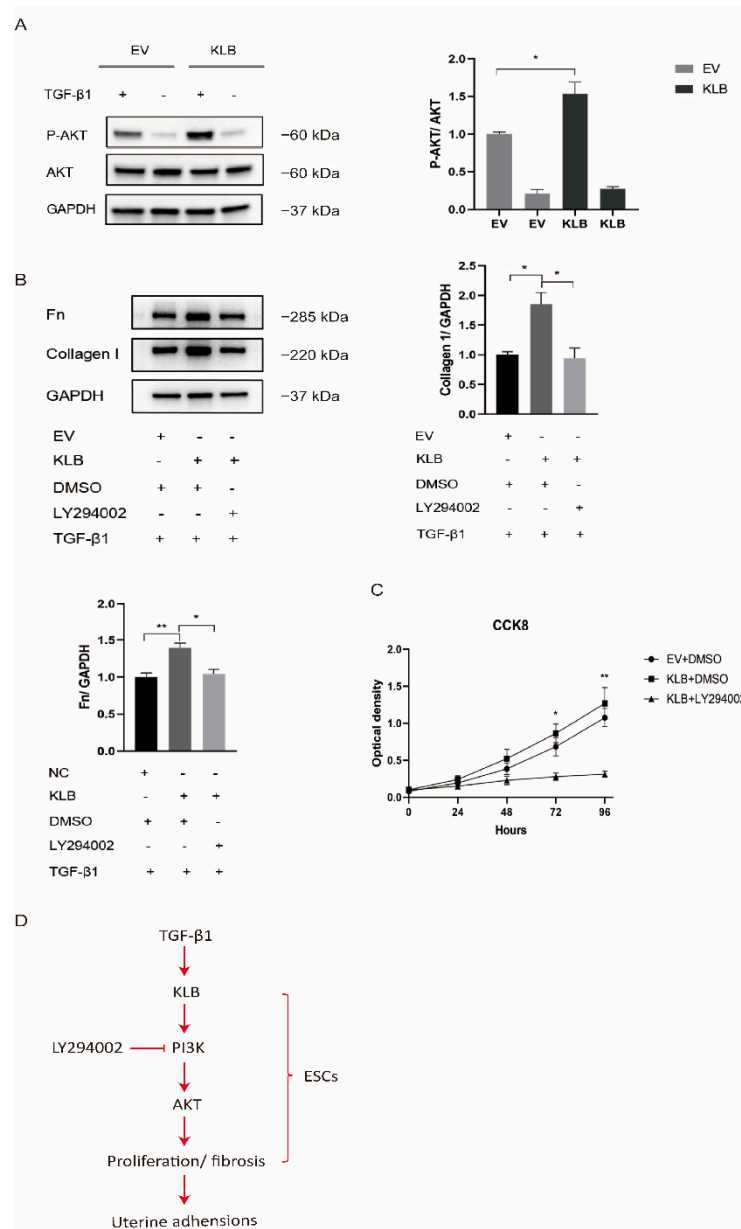 A
EV KLB
TGF-β1 + - + -
P-AKT −60 kDa
AKT −60 kDa
GAPDH −37 kDa
P-AKT/ AKT
2.0
1.5
1.0
0.5
0.0
EV EV KLB KLB
*
EV
KLB
B
Fn −285 kDa
Collagen I −220 kDa
GAPDH −37 kDa
EV + - -
KLB - + +
DMSO + + -
LY294002 - - +
TGF-β1 + + +
Collagen 1/ GAPDH
2.5
2.0
1.5
1.0
0.5
0.0
* *
EV + - -
KLB - + +
DMSO + + -
LY294002 - - +
TGF-β1 + + +
Fn/ GAPDH
2.0
1.5
1.0
0.5
0.0
** *
NC + - -
KLB - + +
DMSO + + -
LY294002 - - +
TGF-β1 + + +
C
CCK8
Optical density
2.0
1.5
1.0
0.5
0.0
0 24 48 72 96
Hours
* **
EV+DMSO
KLB+DMSO
KLB+LY294002
D
TGF-β1
KLB
LY294002 PI3K
ESCs
AKT
Proliferation/ fibrosis
Uterine adhensions